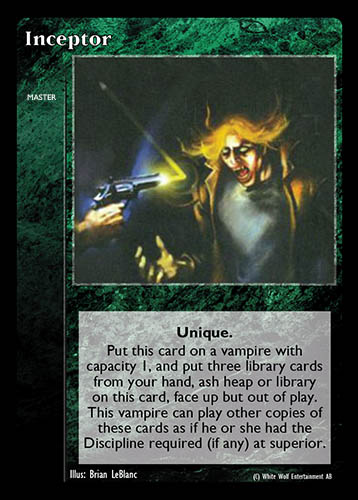 Inceptor
MASTER
Unique.
Put this card on a vampire with
capacity 1, and put three library cards
from your hand, ash heap or library
on this card, face up but out of play.
This vampire can play other copies of
these cards as if he or she had the
Discipline required (if any) at superior.
Illus: Brian LeBlanc
(C) White Wolf Entertainment AB